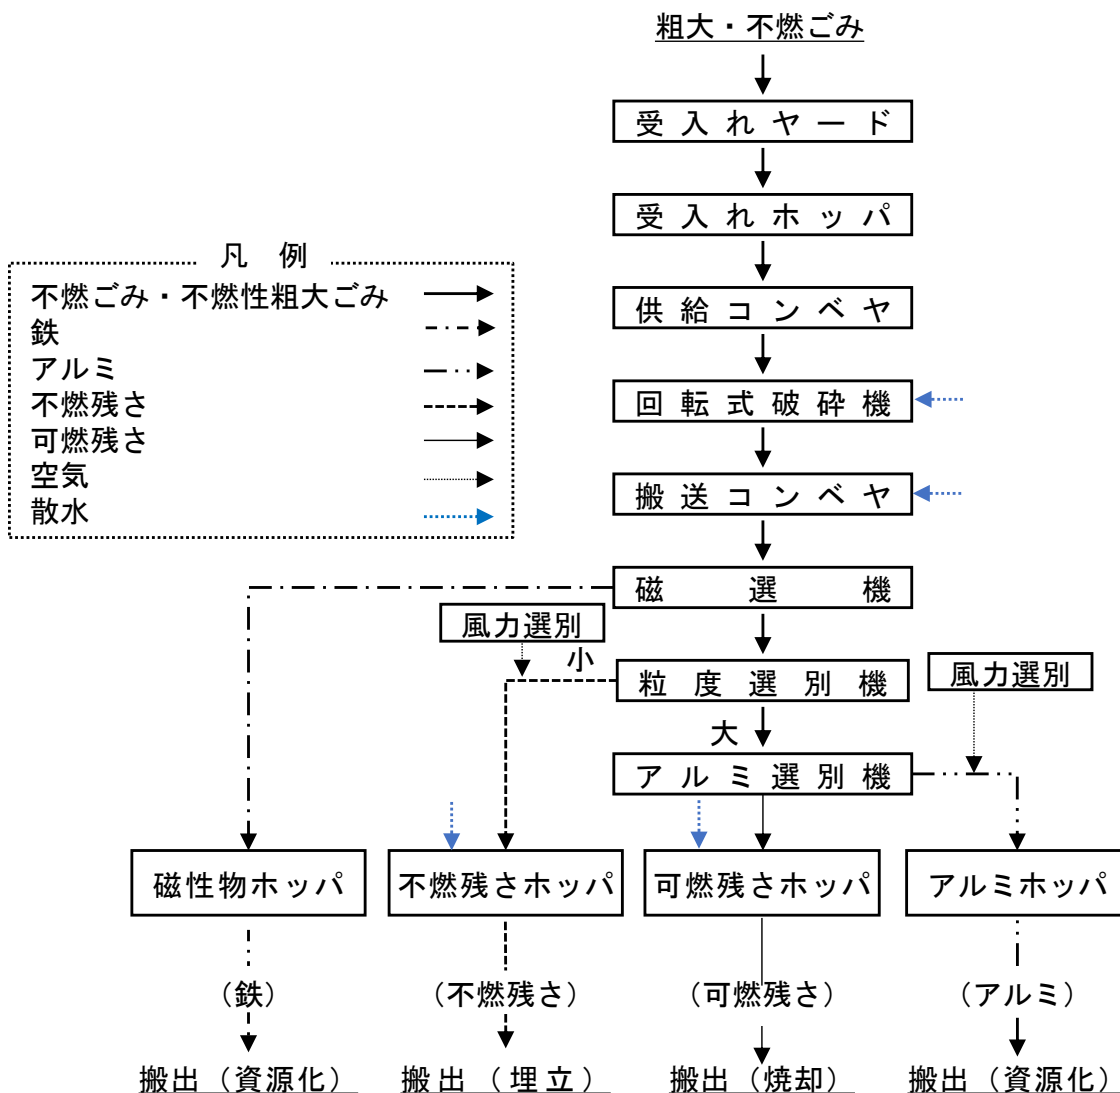 粗大・不燃ごみ
受入れヤード
受入れホッパ
凡例
不燃ごみ・不燃性粗大ごみ
鉄
アルミ
不燃残さ
可燃残さ
空気
散水
供給コンベヤ
回転式破砕機
搬送コンベヤ
磁選機
風力選別
小
粒度選別機
風力選別
大
アルミ選別機
磁性物ホッパ
不燃残さホッパ
可燃残さホッパ
アルミホッパ
（鉄）
（不燃残さ）
（可燃残さ）
（アルミ）
搬出（資源化）
搬出（埋立）
搬出（焼却）
搬出（資源化）